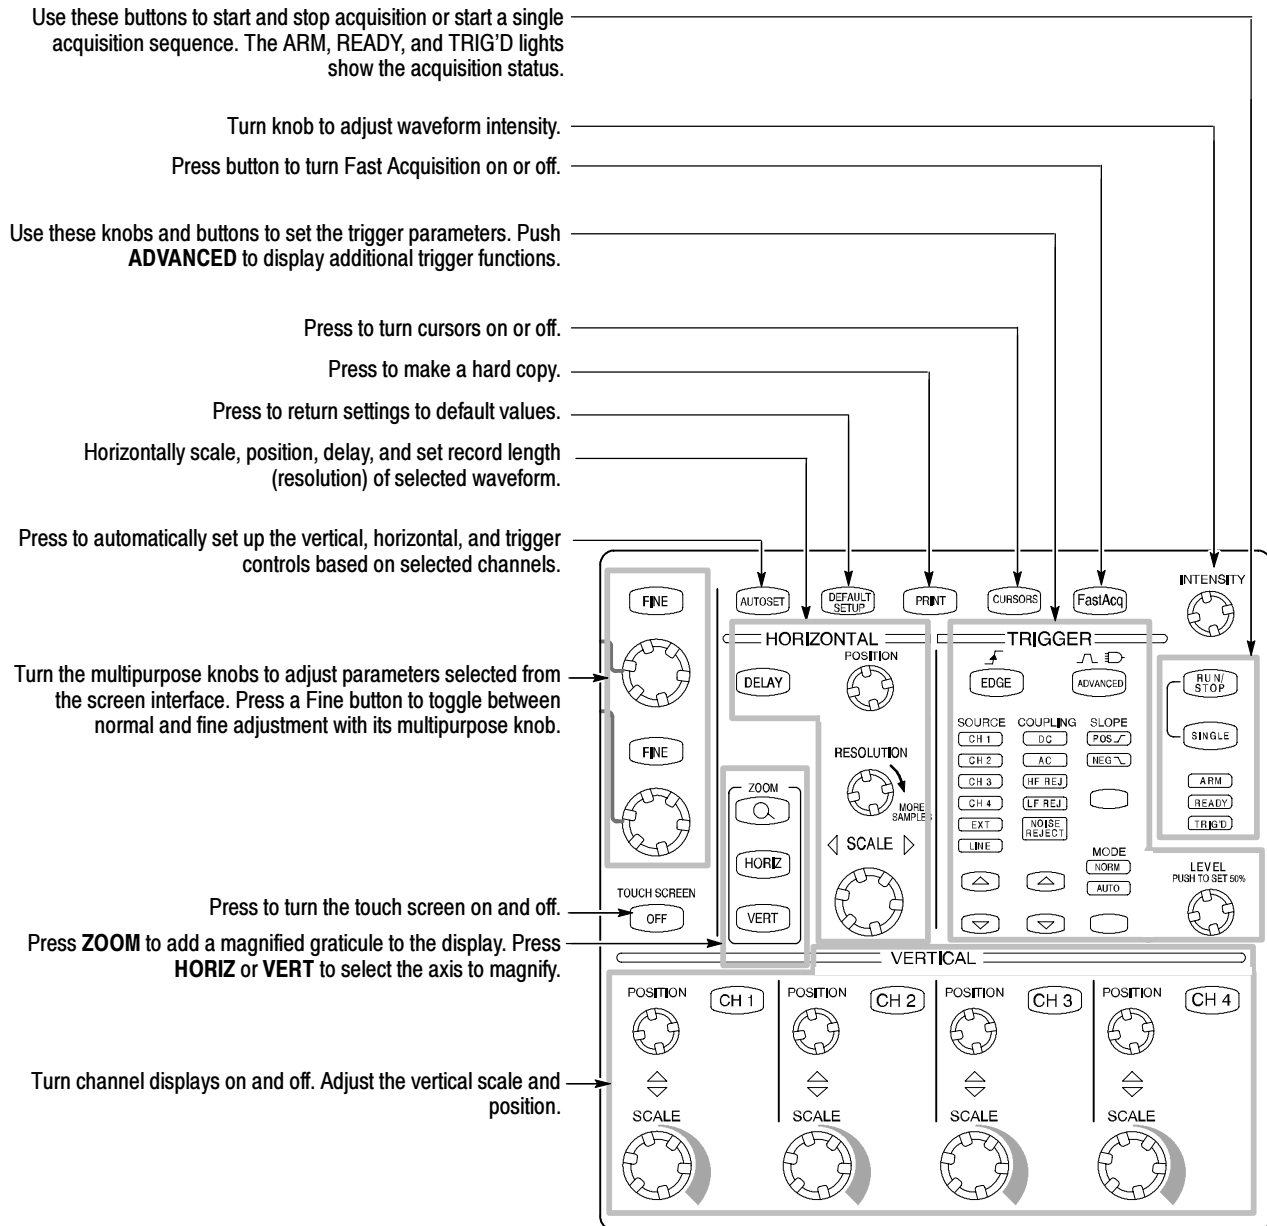 Use these buttons to start and stop acquisition or start a single
acquisition sequence. The ARM, READY, and TRIG’D lights
show the acquisition status.
Turn knob to adjust waveform intensity.
Press button to turn Fast Acquisition on or off.
Use these knobs and buttons to set the trigger parameters. Push
ADVANCED to display additional trigger functions.
Press to turn cursors on or off.
Press to make a hard copy.
Press to return settings to default values.
Horizontally scale, position, delay, and set record length
(resolution) of selected waveform.
Press to automatically set up the vertical, horizontal, and trigger
controls based on selected channels.
Turn the multipurpose knobs to adjust parameters selected from
the screen interface. Press a Fine button to toggle between
normal and fine adjustment with its multipurpose knob.
Press to turn the touch screen on and off.
Press ZOOM to add a magnified graticule to the display. Press
HORIZ or VERT to select the axis to magnify.
Turn channel displays on and off. Adjust the vertical scale and
position.
FINE
FINE
TOUCH SCREEN
OFF
AUTOSET
DEFAULT
SETUP
PRINT
CURSORS
FastAcq
INTENSITY
HORIZONTAL
POSITION
DELAY
RESOLUTION
MORE
SAMPLES
SCALE
ZOOM
HORIZ
VERT
TRIGGER
EDGE
ADVANCED
SOURCE
CH 1
CH 2
CH 3
CH 4
EXT
LINE
COUPLING
DC
AC
HF REJ
LF REJ
NOISE
REJECT
SLOPE
POS
NEG
MODE
NORM
AUTO
RUN/
STOP
SINGLE
ARM
READY
TRIG'D
LEVEL
PUSH TO SET 50%
VERTICAL
POSITION
CH 1
SCALE
POSITION
CH 2
SCALE
POSITION
CH 3
SCALE
POSITION
CH 4
SCALE